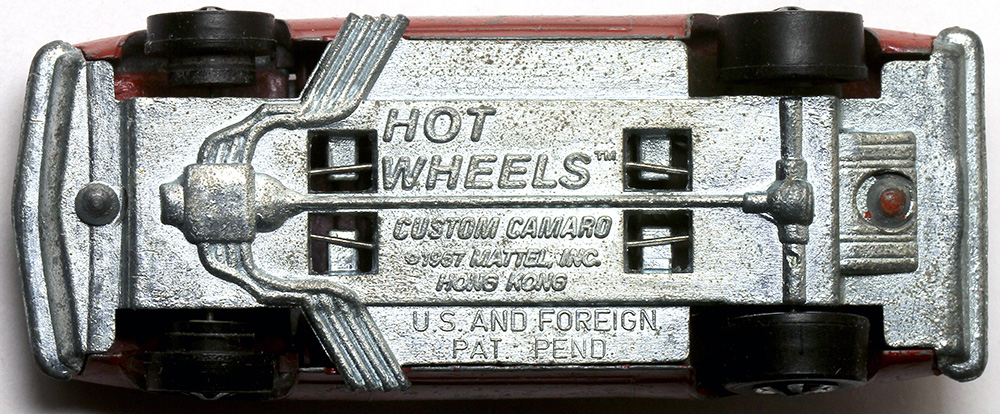 HOT
WHEELS™
CUSTOM CAMARO
©1967 MATTEL, INC.
HONG KONG
U.S. AND FOREIGN
PAT. PEND.